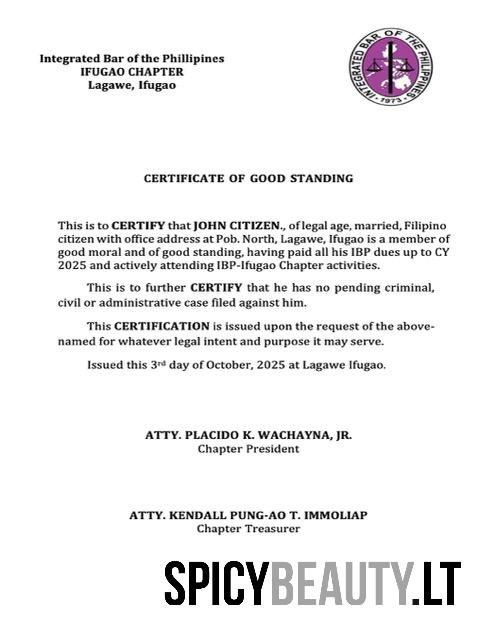 Integrated Bar of the Phillipines
IFUGAO CHAPTER
Lagawe, Ifugao
INTEGRATED BAR OF THE PHILIPPINES
· 1973 ·
CERTIFICATE OF GOOD STANDING
This is to CERTIFY that JOHN CITIZEN., of legal age, married, Filipino
citizen with office address at Pob. North, Lagawe, Ifugao is a member of
good moral and of good standing, having paid all his IBP dues up to CY
2025 and actively attending IBP-Ifugao Chapter activities.
This is to further CERTIFY that he has no pending criminal,
civil or administrative case filed against him.
This CERTIFICATION is issued upon the request of the above-
named for whatever legal intent and purpose it may serve.
Issued this 3rd day of October, 2025 at Lagawe Ifugao.
ATTY. PLACIDO K. WACHAYNA, JR.
Chapter President
ATTY. KENDALL PUNG-AO T. IMMOLIAP
Chapter Treasurer
SPICYBEAUTY.LT